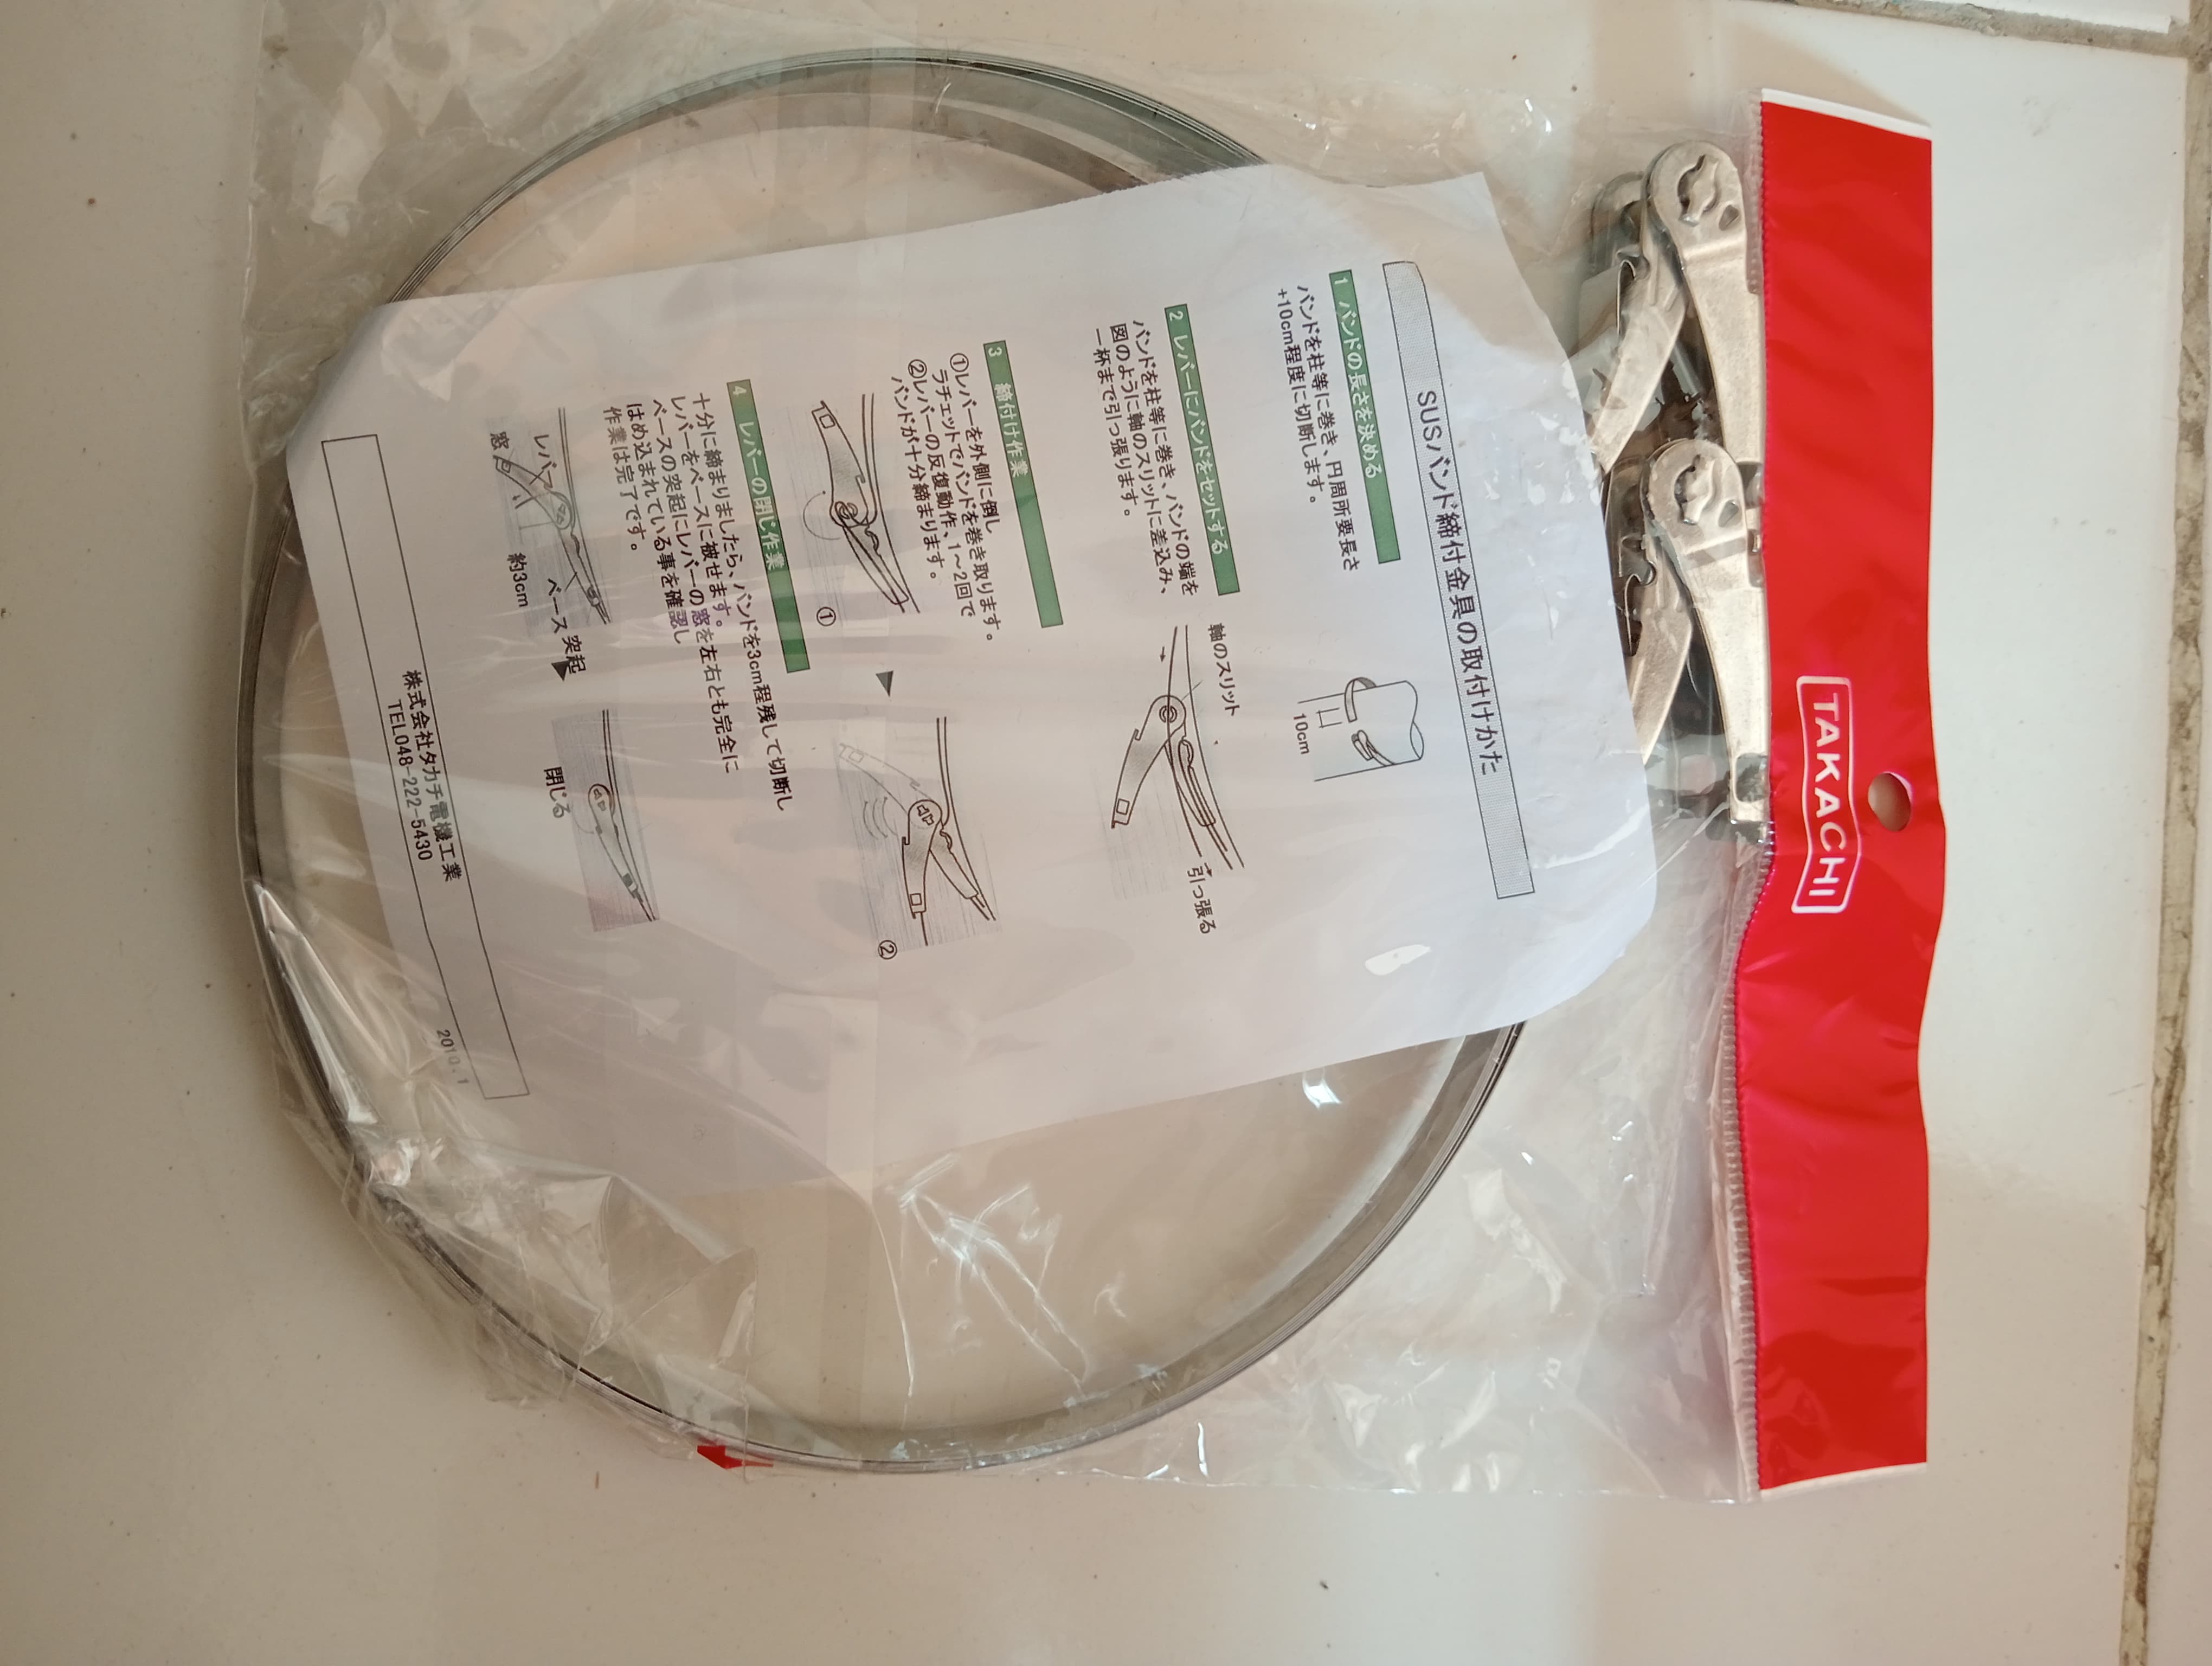 TAKACHI
SUSバンド締付金具の取付けかた
1 バンドの長さを決める
バンドを柱等に巻き、円周所要長さ
+10cm程度に切断します。
10cm
2 レバーにバンドをセットする
バンドを柱等に巻き、バンドの端を
図のように軸のスリットに差込み、
一杯まで引っ張ります。
軸のスリット
引っ張る
3 締付け作業
①レバーを外側に倒し
ラチェットでバンドを巻き取ります。
②レバーの反復動作、1~2回で
バンドが十分締まります。
①
②
4 レバーの閉じ作業
十分に締まりましたら、バンドを3cm程残して切断し
レバーをベースに被せます。
ベースの突起にレバーの窓を左右とも完全に
はめ込まれている事を確認し
作業は完了です。
レバー
窓
ベース 突起
約3cm
閉じる
株式会社タカチ電機工業
TEL048-222-5430
2010.1